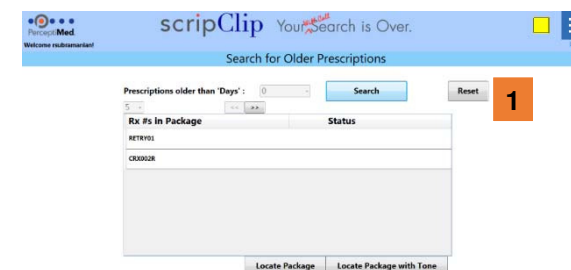 PerceptiMed
Welcome rsubramanian!
scripClip Your Search is Over.
Search for Older Prescriptions
Prescriptions older than 'Days' : 0 Search Reset
1
5 << >>
Rx #s in Package Status
RETRY01
CRX002R
Locate Package Locate Package with Tone